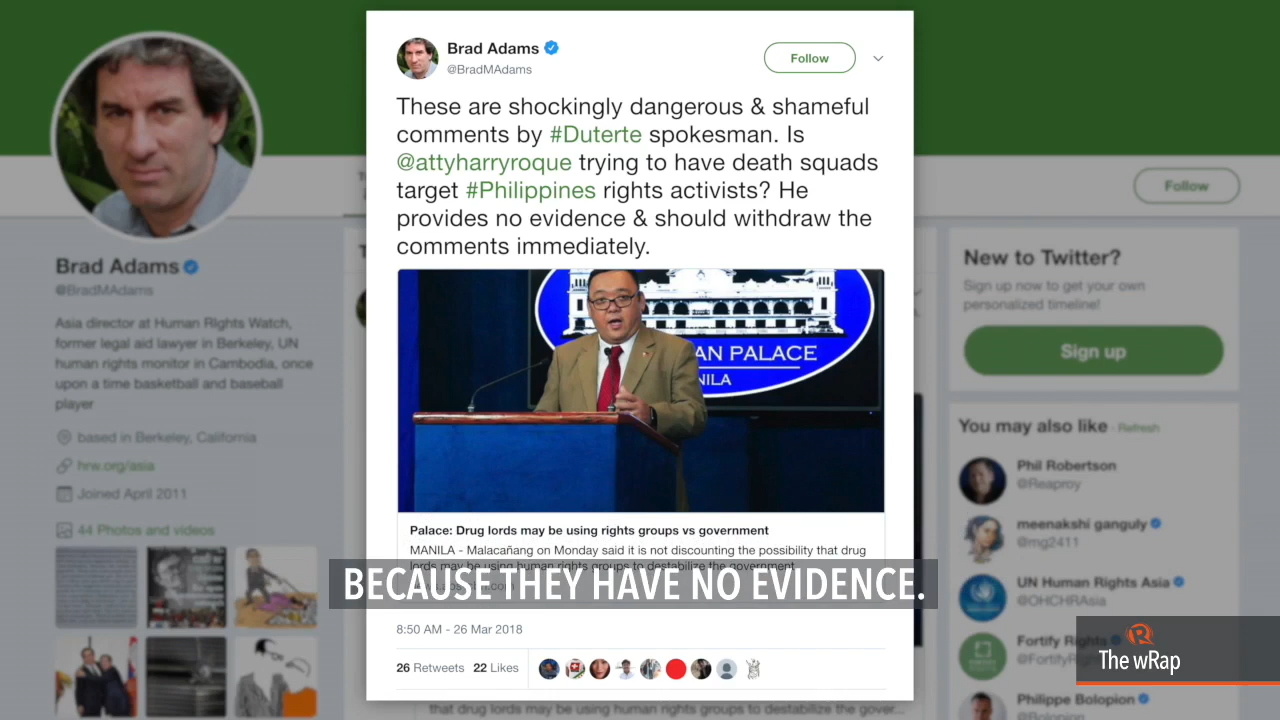 Brad Adams
@BradMAdams
Follow
These are shockingly dangerous & shameful
comments by #Duterte spokesman. Is
@attyharryroque trying to have death squads
target #Philippines rights activists? He
provides no evidence & should withdraw the
comments immediately.
AN PALACE
NILA
Palace: Drug lords may be using rights groups vs government
MANILA - Malacañang on Monday said it is not discounting the possibility that drug
lords may be using human rights groups to destabilize the government.
BECAUSE THEY HAVE NO EVIDENCE.
8:50 AM - 26 Mar 2018
26 Retweets 22 Likes
that drug lords may be using human rights groups to destabilize the gover...
Brad Adams
@BradMAdams
Asia director at Human Rights Watch,
former legal aid lawyer in Berkeley, UN
human rights monitor in Cambodia, once
upon a time basketball and baseball
player
based in Berkeley, California
hrw.org/asia
Joined April 2011
44 Photos and videos
Follow
New to Twitter?
Sign up now to get your own
personalized timeline!
Sign up
You may also like · Refresh
Phil Robertson
@Reaproy
meenakshi ganguly
@mg2411
UN Human Rights Asia
@OHCHRAsia
Fortify Rights
@FortifyR
Philippe Bolopion
@Bolopion
The wRap